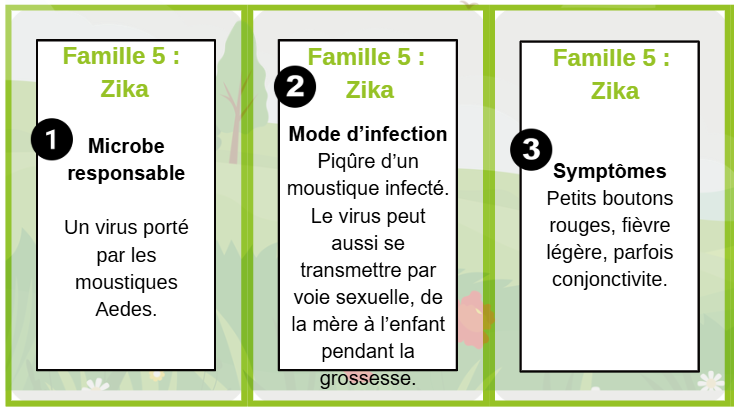 Famille 5 :
Zika
1
Microbe
responsable
Un virus porté
par les
moustiques
Aedes.
Famille 5 :
Zika
2
Mode d’infection
Piqûre d’un
moustique infecté.
Le virus peut
aussi se
transmettre par
voie sexuelle, de
la mère à l’enfant
pendant la
grossesse.
Famille 5 :
Zika
3
Symptômes
Petits boutons
rouges, fièvre
légère, parfois
conjonctivite.